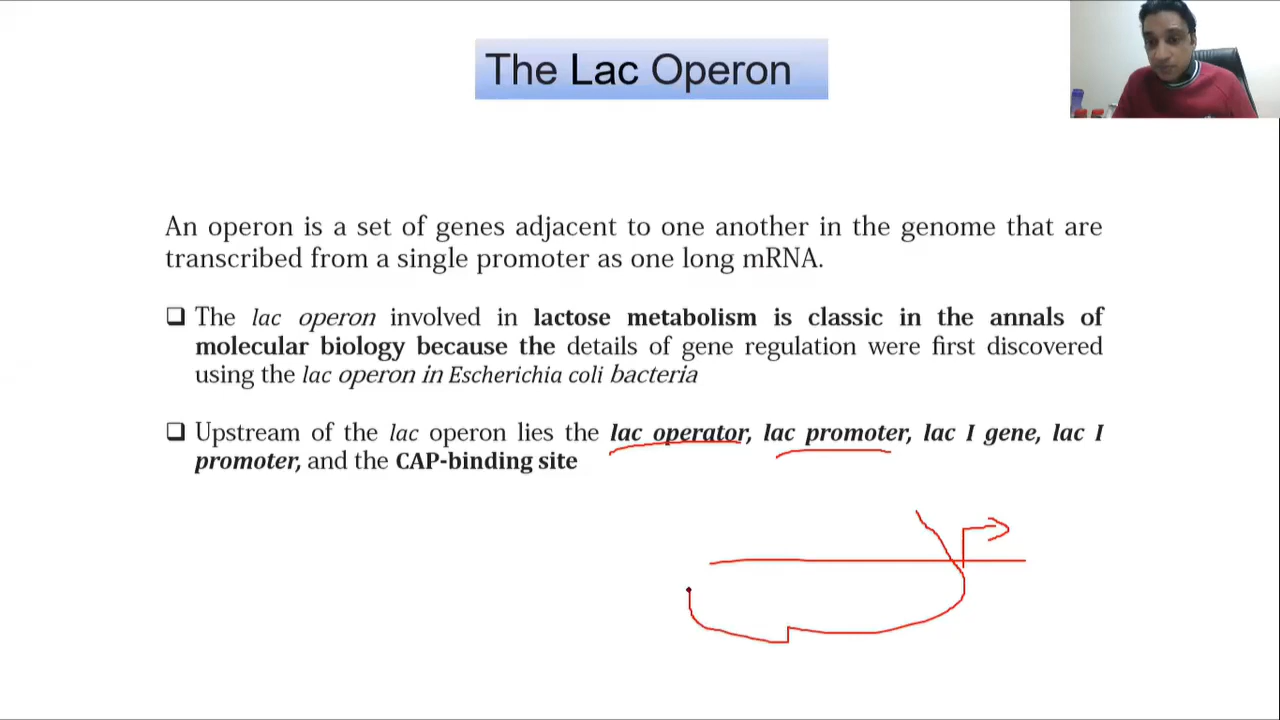 The Lac Operon
An operon is a set of genes adjacent to one another in the genome that are
transcribed from a single promoter as one long mRNA.
❑ The lac operon involved in lactose metabolism is classic in the annals of
molecular biology because the details of gene regulation were first discovered
using the lac operon in Escherichia coli bacteria
❑ Upstream of the lac operon lies the lac operator, lac promoter, lac I gene, lac I
promoter, and the CAP-binding site